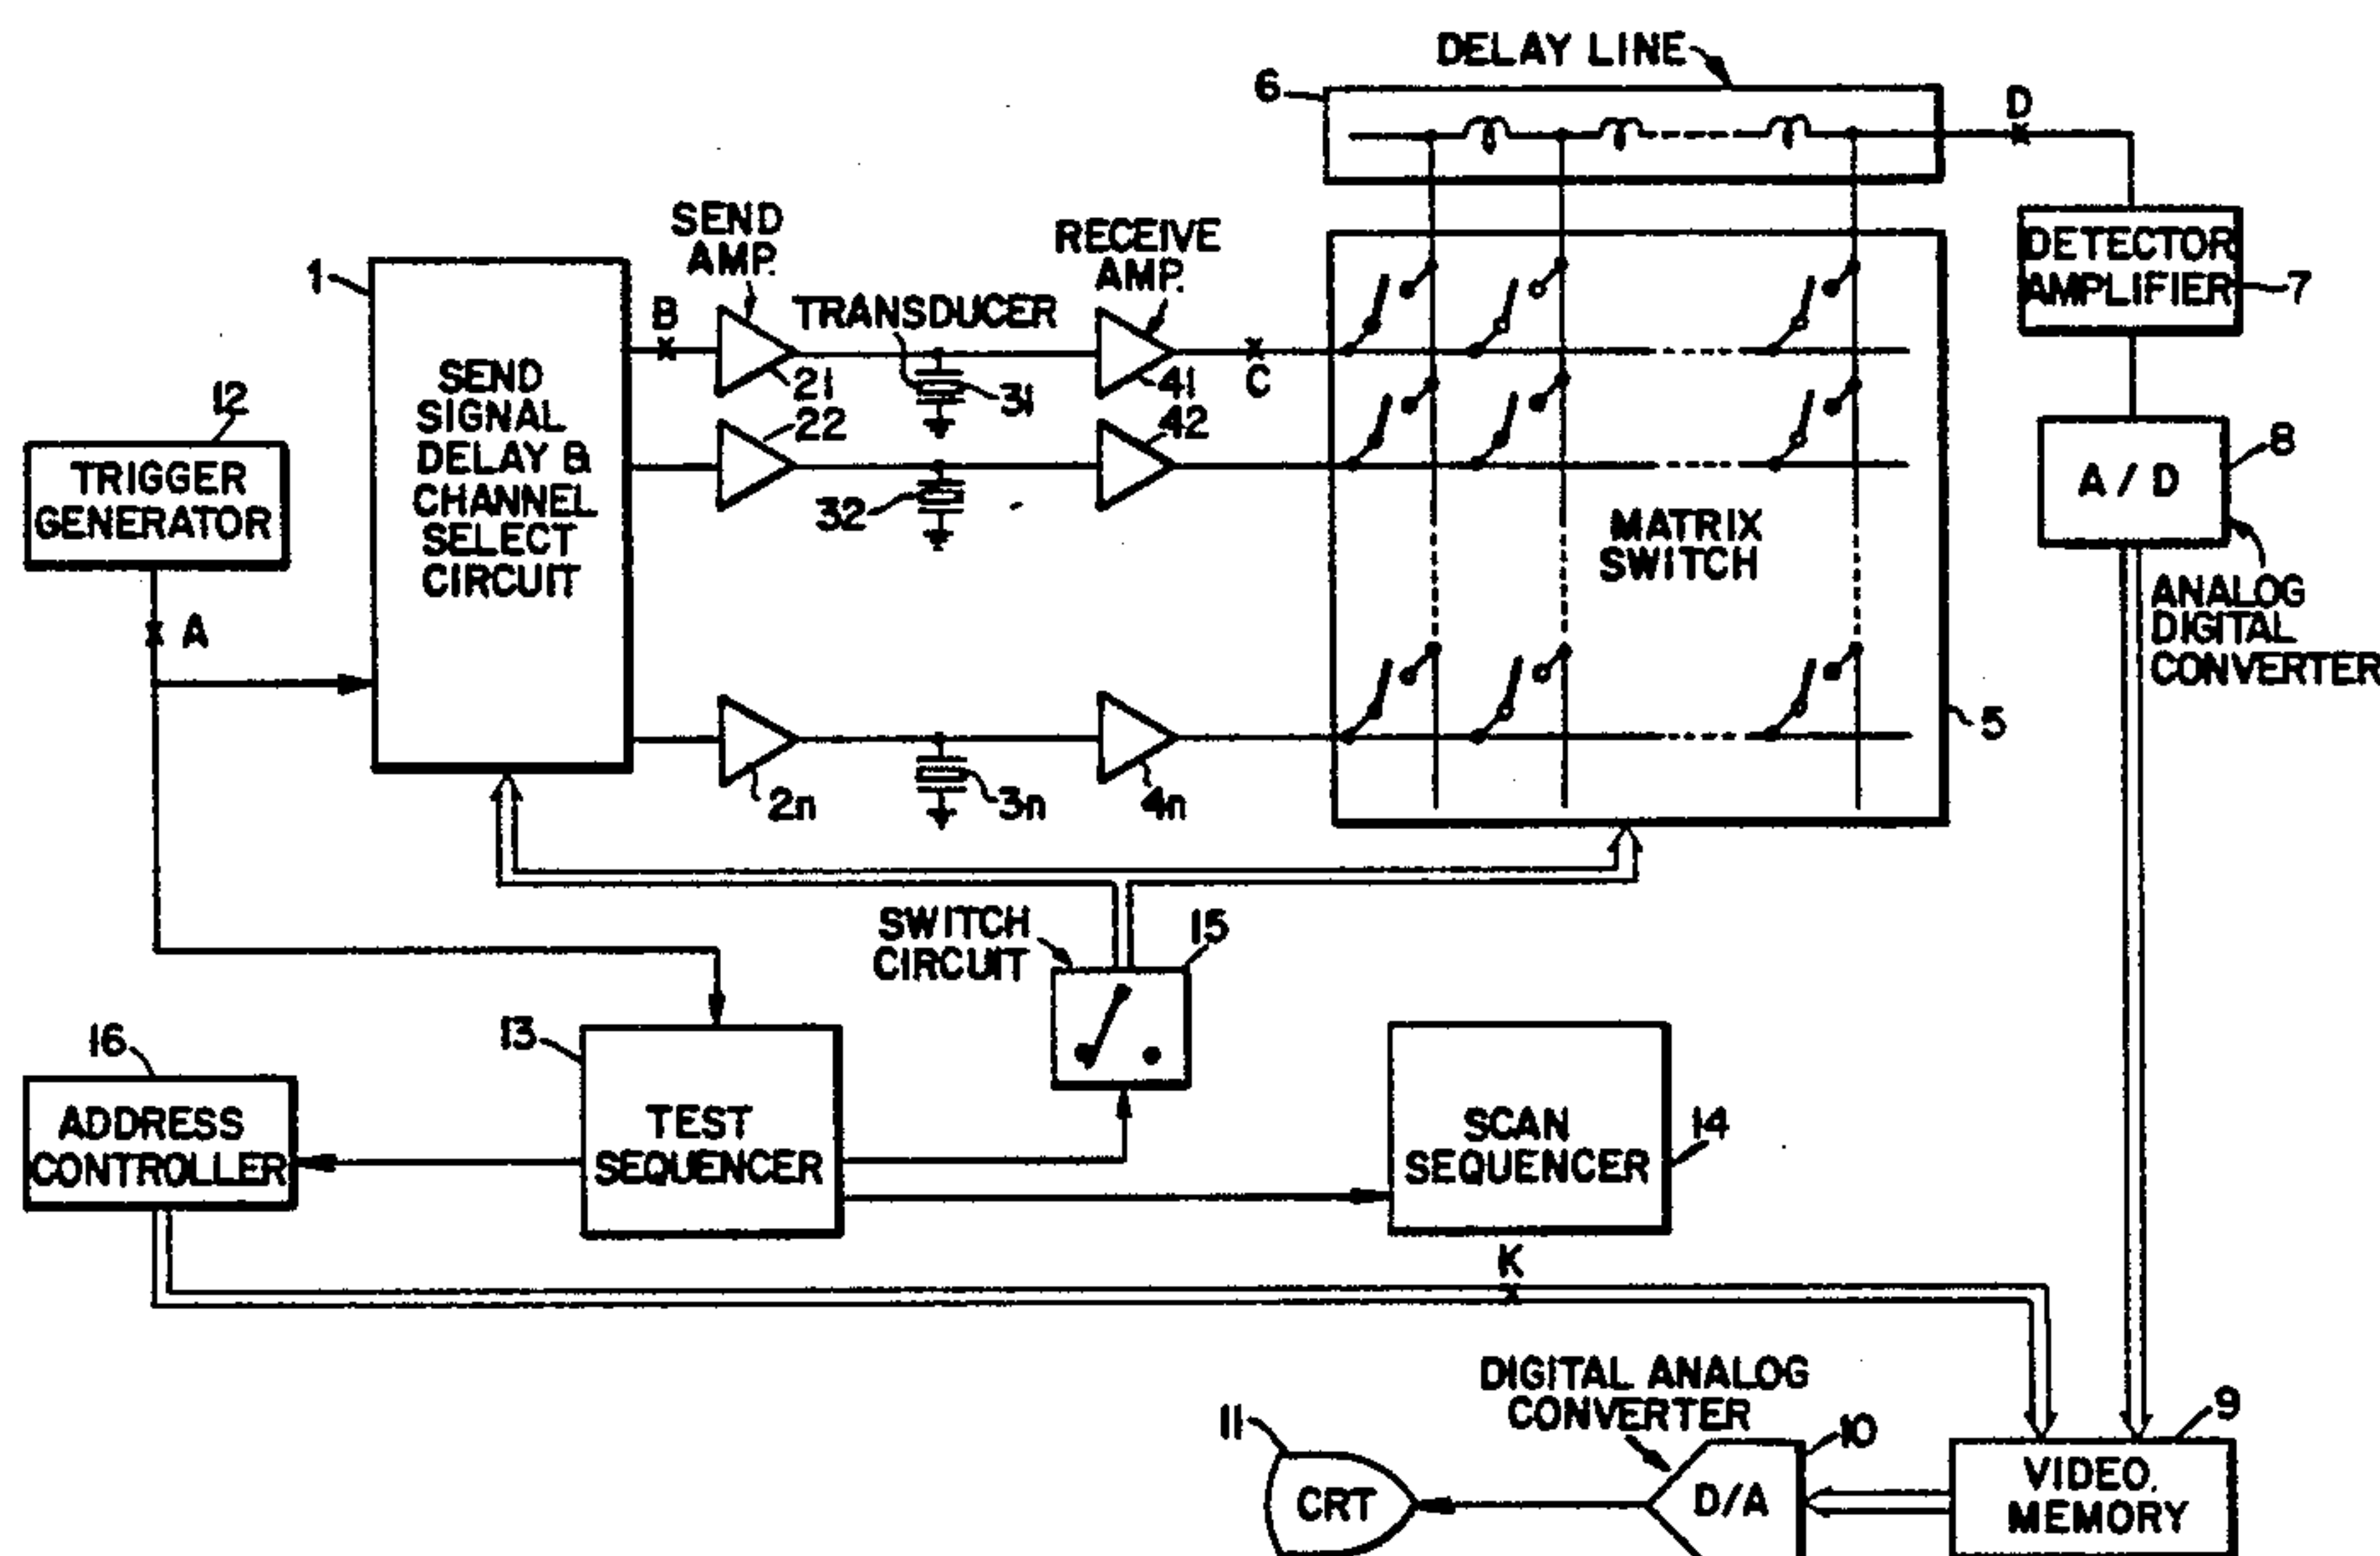 DELAY LINE
6
D
SEND
AMP.
RECEIVE
AMP.
DETECTOR
AMPLIFIER
7
1
B
TRANSDUCER
SEND
SIGNAL
DELAY &
CHANNEL
SELECT
CIRCUIT
21
31
41
C
12
22
42
8
TRIGGER
GENERATOR
32
A / D
MATRIX
SWITCH
A
ANALOG
DIGITAL
CONVERTER
5
2n
3n
4n
SWITCH
CIRCUIT
15
16
13
ADDRESS
CONTROLLER
TEST
SEQUENCER
SCAN
SEQUENCER
14
K
DIGITAL ANALOG
CONVERTER
11
10
9
CRT
D/A
VIDEO.
MEMORY